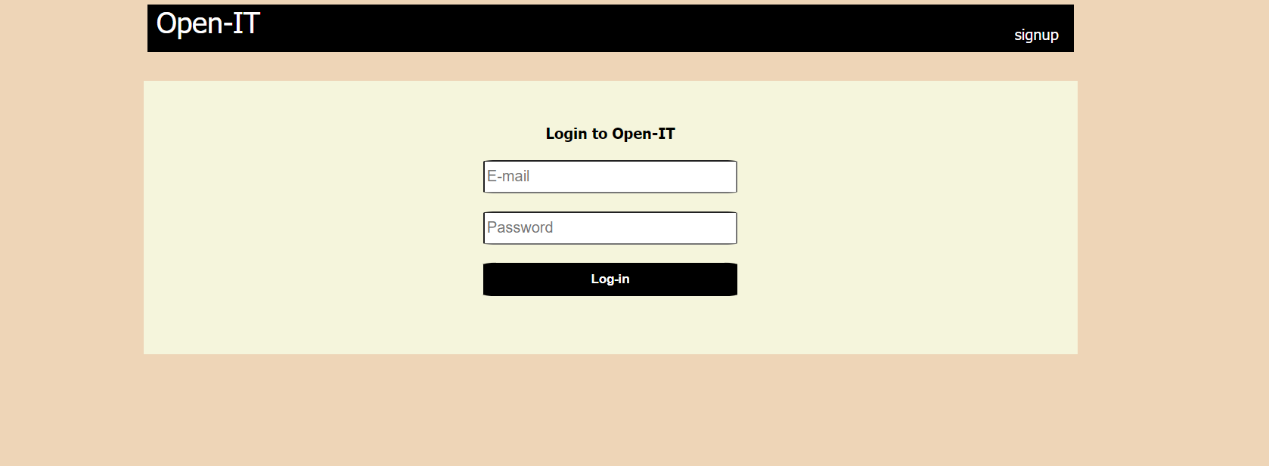 Open-IT
signup
Login to Open-IT
E-mail
Password
Log-in